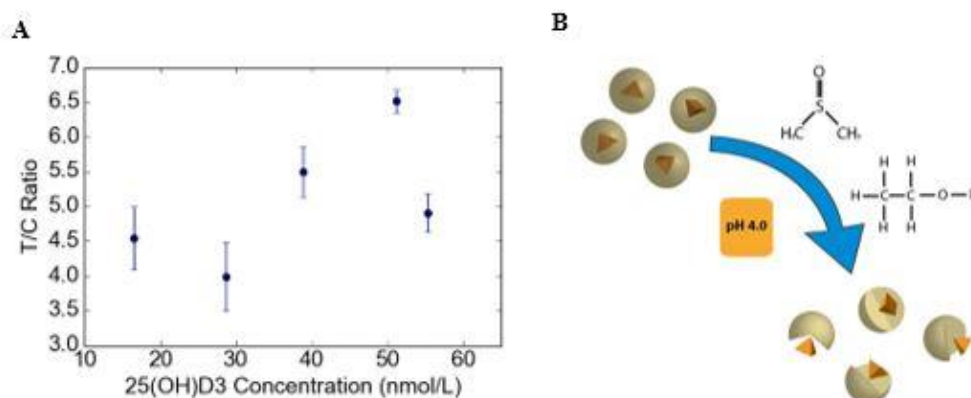 A
T/C Ratio
7.0
6.5
6.0
5.5
5.0
4.5
4.0
3.5
3.0
10 20 30 40 50 60
25(OH)D3 Concentration (nmol/L)
B
O
S
H₃C CH₃
H H
H C C O
H H
pH 4.0